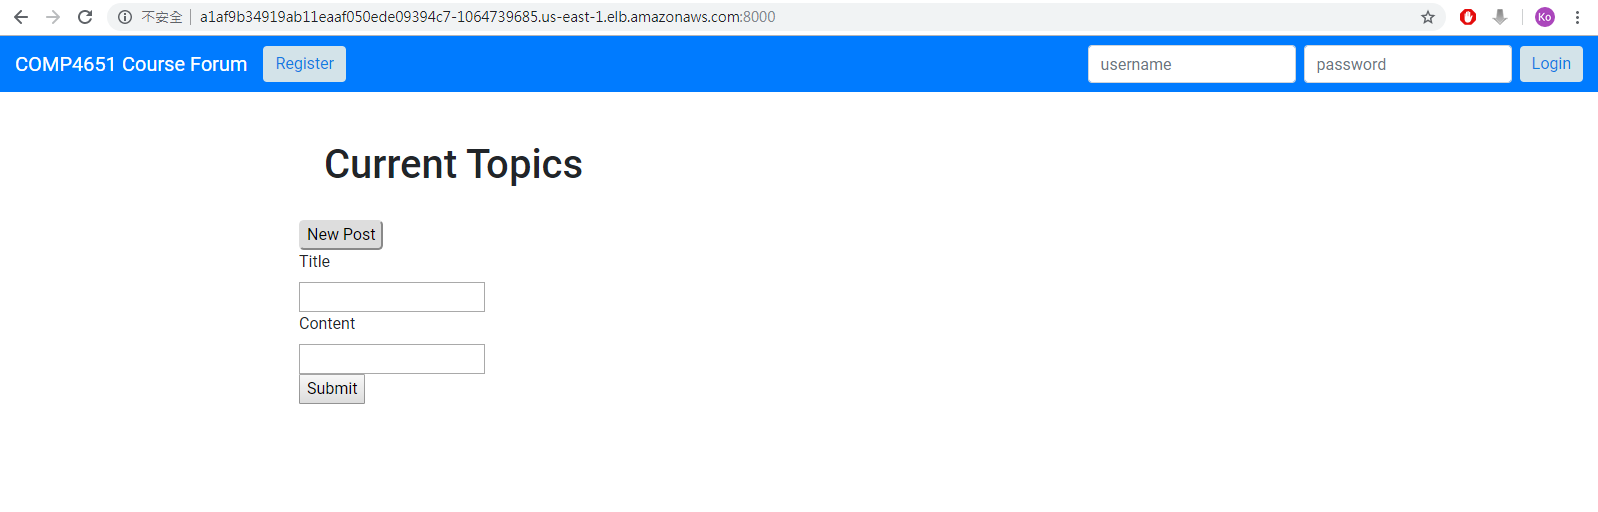 不安全 a1af9b34919ab11eaaf050ede09394c7-1064739685.us-east-1.elb.amazonaws.com:8000 Ko
COMP4651 Course Forum Register username password Login
Current Topics
New Post
Title
Content
Submit